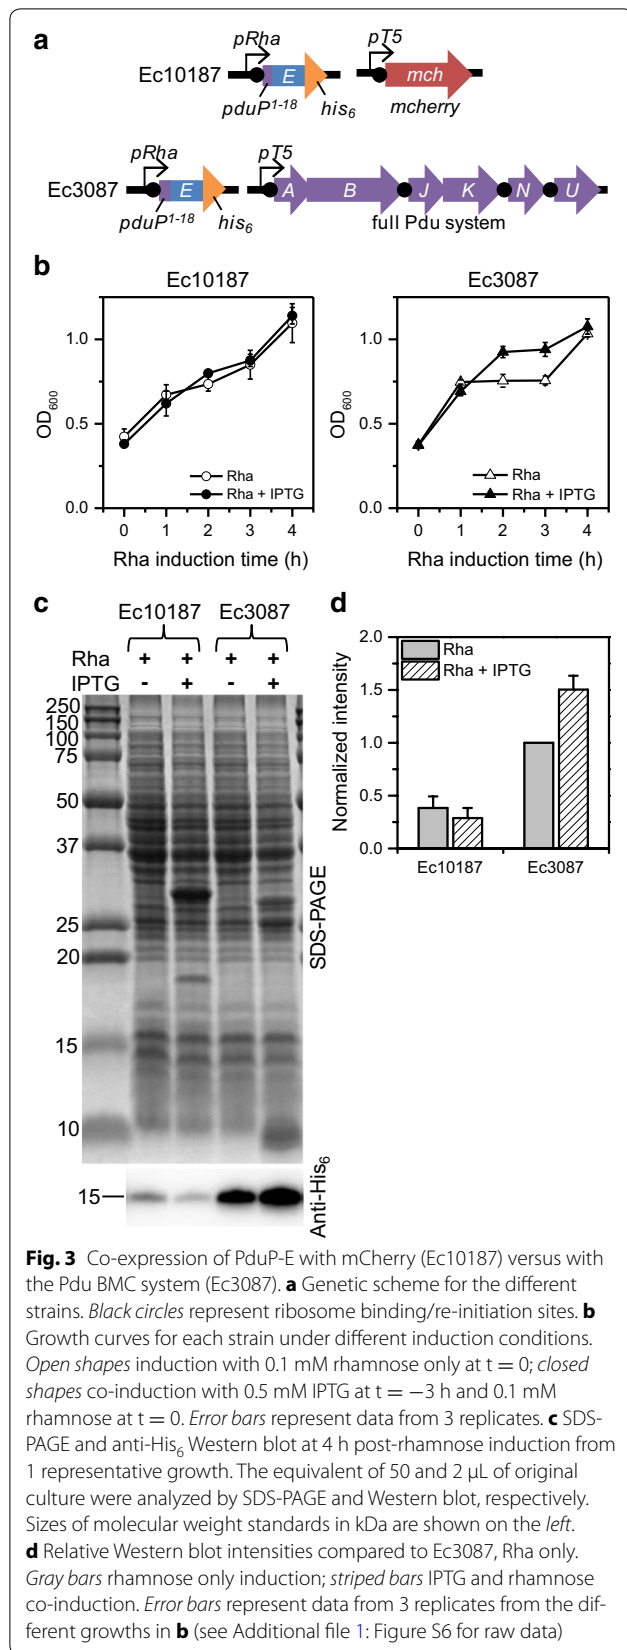 a
pRha
pT5
Ec10187
E
mch
pduP1-18
his6
mcherry
pRha
pT5
Ec3087
E
A
B
J
K
N
U
pduP1-18
his6
full Pdu system
b
Ec10187
Ec3087
1.0
0.5
0.0
OD600
Rha
Rha + IPTG
0 1 2 3 4
Rha induction time (h)
1.0
0.5
0.0
OD600
Rha
Rha + IPTG
0 1 2 3 4
Rha induction time (h)
c
Ec10187 Ec3087
Rha + + + +
IPTG - + - +
250
150
100
75
50
37
25
20
15
10
SDS-PAGE
15
Anti-His6
d
2.0
1.5
1.0
0.5
0.0
Normalized intensity
Rha
Rha + IPTG
Ec10187 Ec3087
Fig. 3 Co-expression of PduP-E with mCherry (Ec10187) versus with
the Pdu BMC system (Ec3087). a Genetic scheme for the different
strains. Black circles represent ribosome binding/re-initiation sites. b
Growth curves for each strain under different induction conditions.
Open shapes induction with 0.1 mM rhamnose only at t = 0; closed
shapes co-induction with 0.5 mM IPTG at t = −3 h and 0.1 mM
rhamnose at t = 0. Error bars represent data from 3 replicates. c SDS-
PAGE and anti-His6 Western blot at 4 h post-rhamnose induction from
1 representative growth. The equivalent of 50 and 2 μL of original
culture were analyzed by SDS-PAGE and Western blot, respectively.
Sizes of molecular weight standards in kDa are shown on the left.
d Relative Western blot intensities compared to Ec3087, Rha only.
Gray bars rhamnose only induction; striped bars IPTG and rhamnose
co-induction. Error bars represent data from 3 replicates from the dif-
ferent growths in b (see Additional file 1: Figure S6 for raw data)